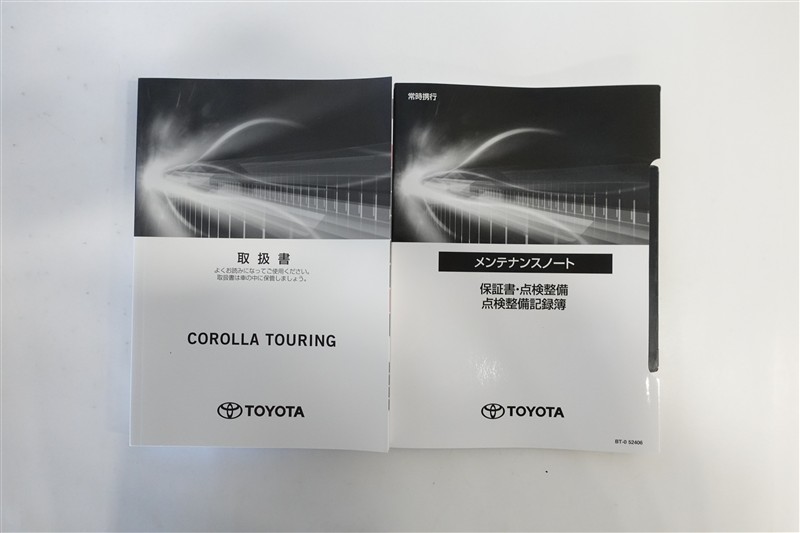 取扱書
よくお読みになってご使用ください。
取扱書は車の中に保管しましょう。
COROLLA TOURING
TOYOTA
常時携行
メンテナンスノート
保証書・点検整備
点検整備記録簿
TOYOTA
BT-0 52406